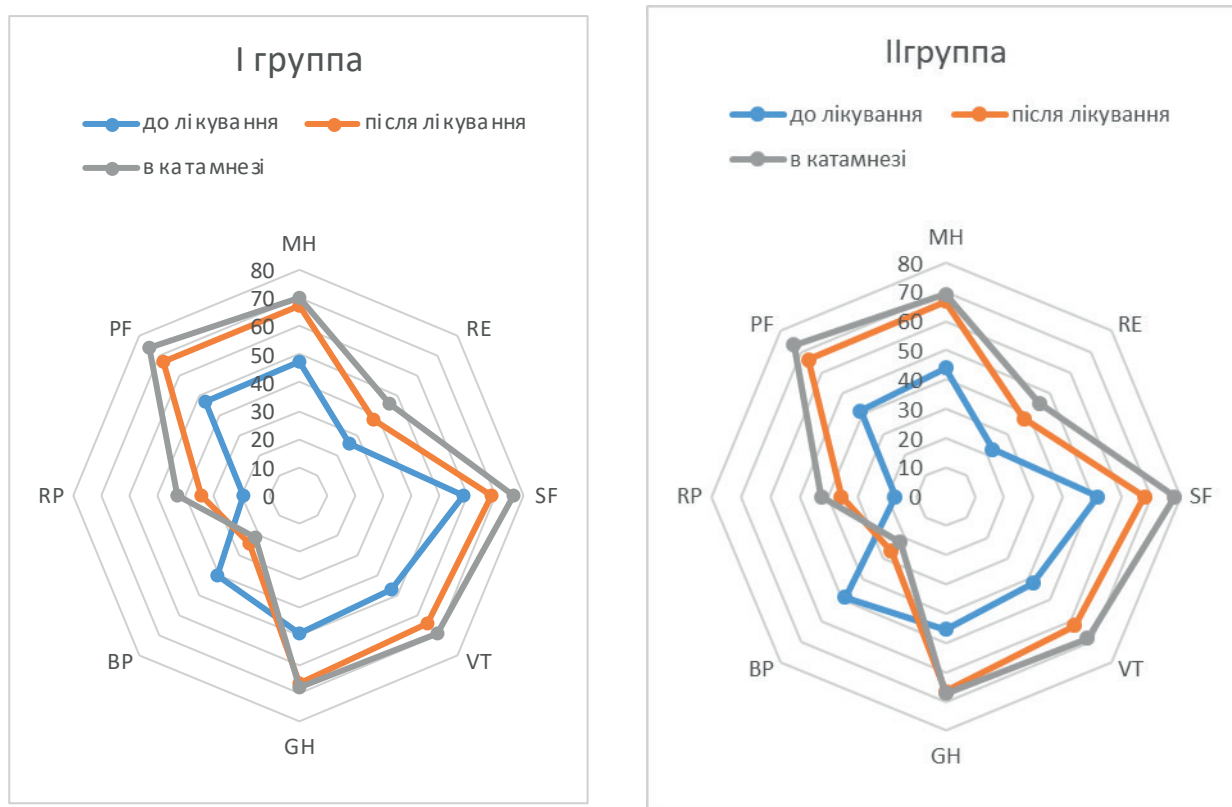 І группа
до лікування після лікування
в катамнезі
MH
80
70
60
50
40
30
20
10
0
PF
RE
RP
SF
BP
VT
GH
ІІгруппа
до лікування після лікування
в катамнезі
MH
80
70
60
50
40
30
20
10
0
PF
RE
RP
SF
BP
VT
GH